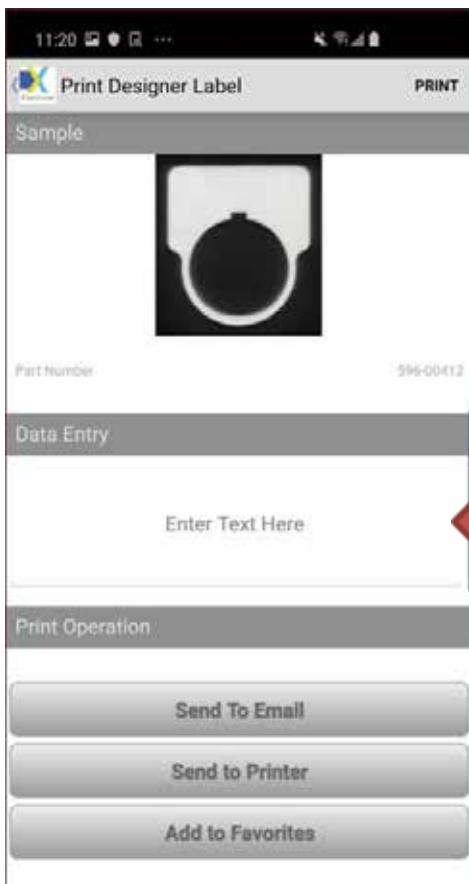 11:20
Print Designer Label PRINT
Sample
Part Number 596-00412
Data Entry
Enter Text Here
Print Operation
Send To Email
Send to Printer
Add to Favorites